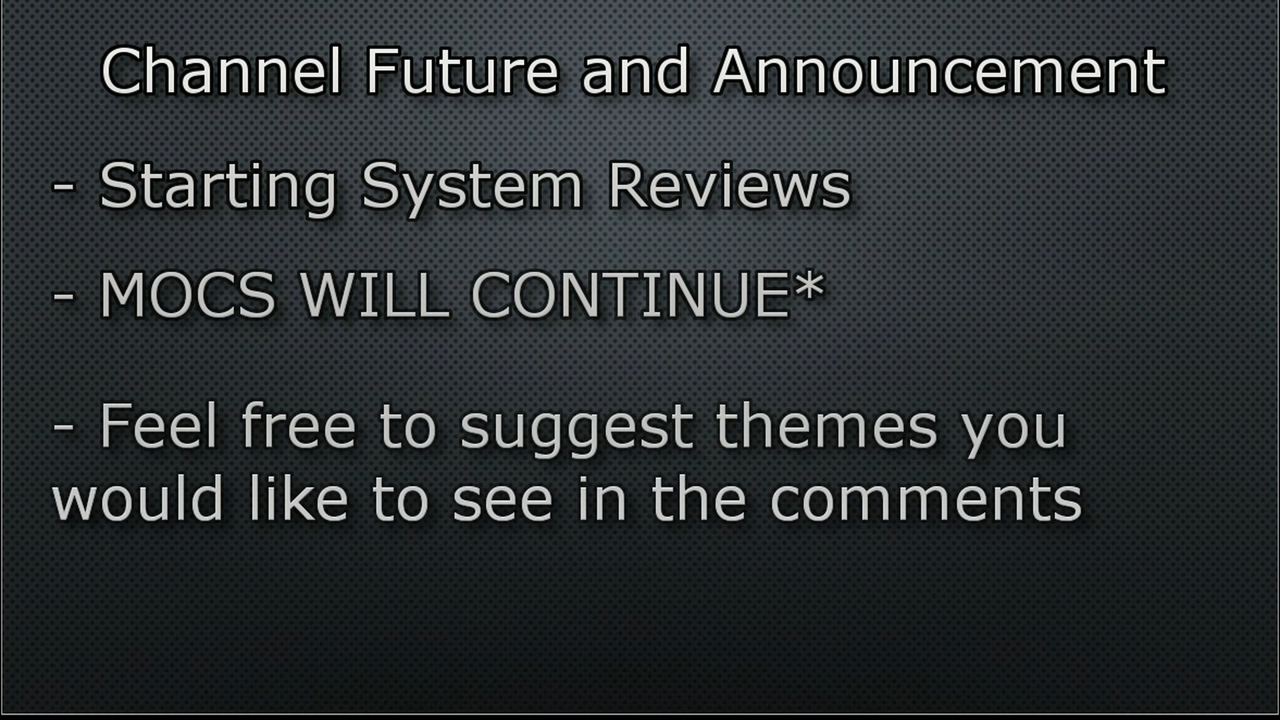 Channel Future and Announcement
- Starting System Reviews
- MOCS WILL CONTINUE*
- Feel free to suggest themes you
would like to see in the comments